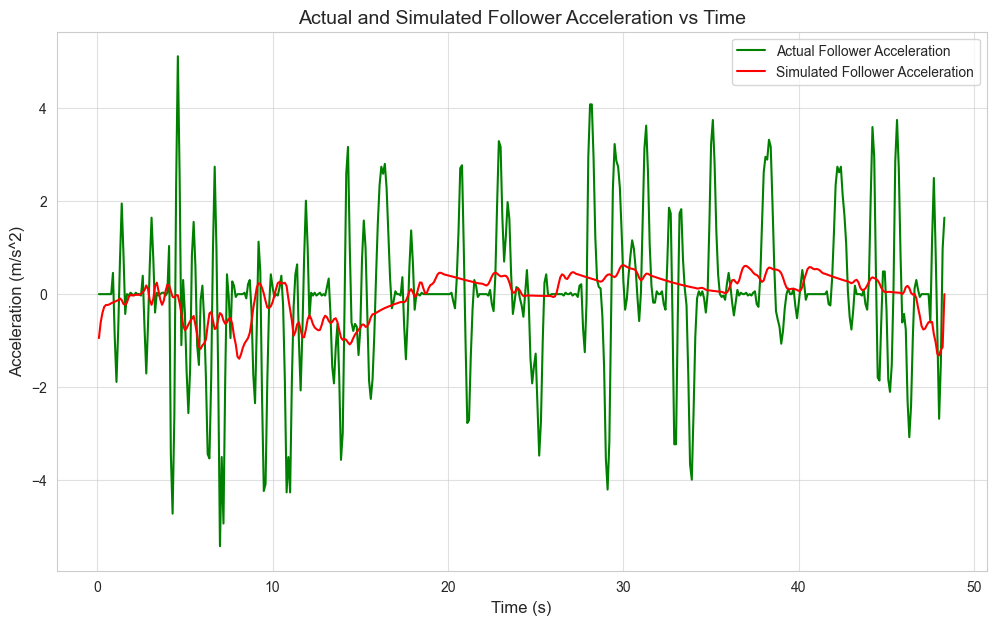 Actual and Simulated Follower Acceleration vs Time
Actual Follower Acceleration
Simulated Follower Acceleration
Acceleration (m/s^2)
4
2
0
−2
−4
0 10 20 30 40 50
Time (s)